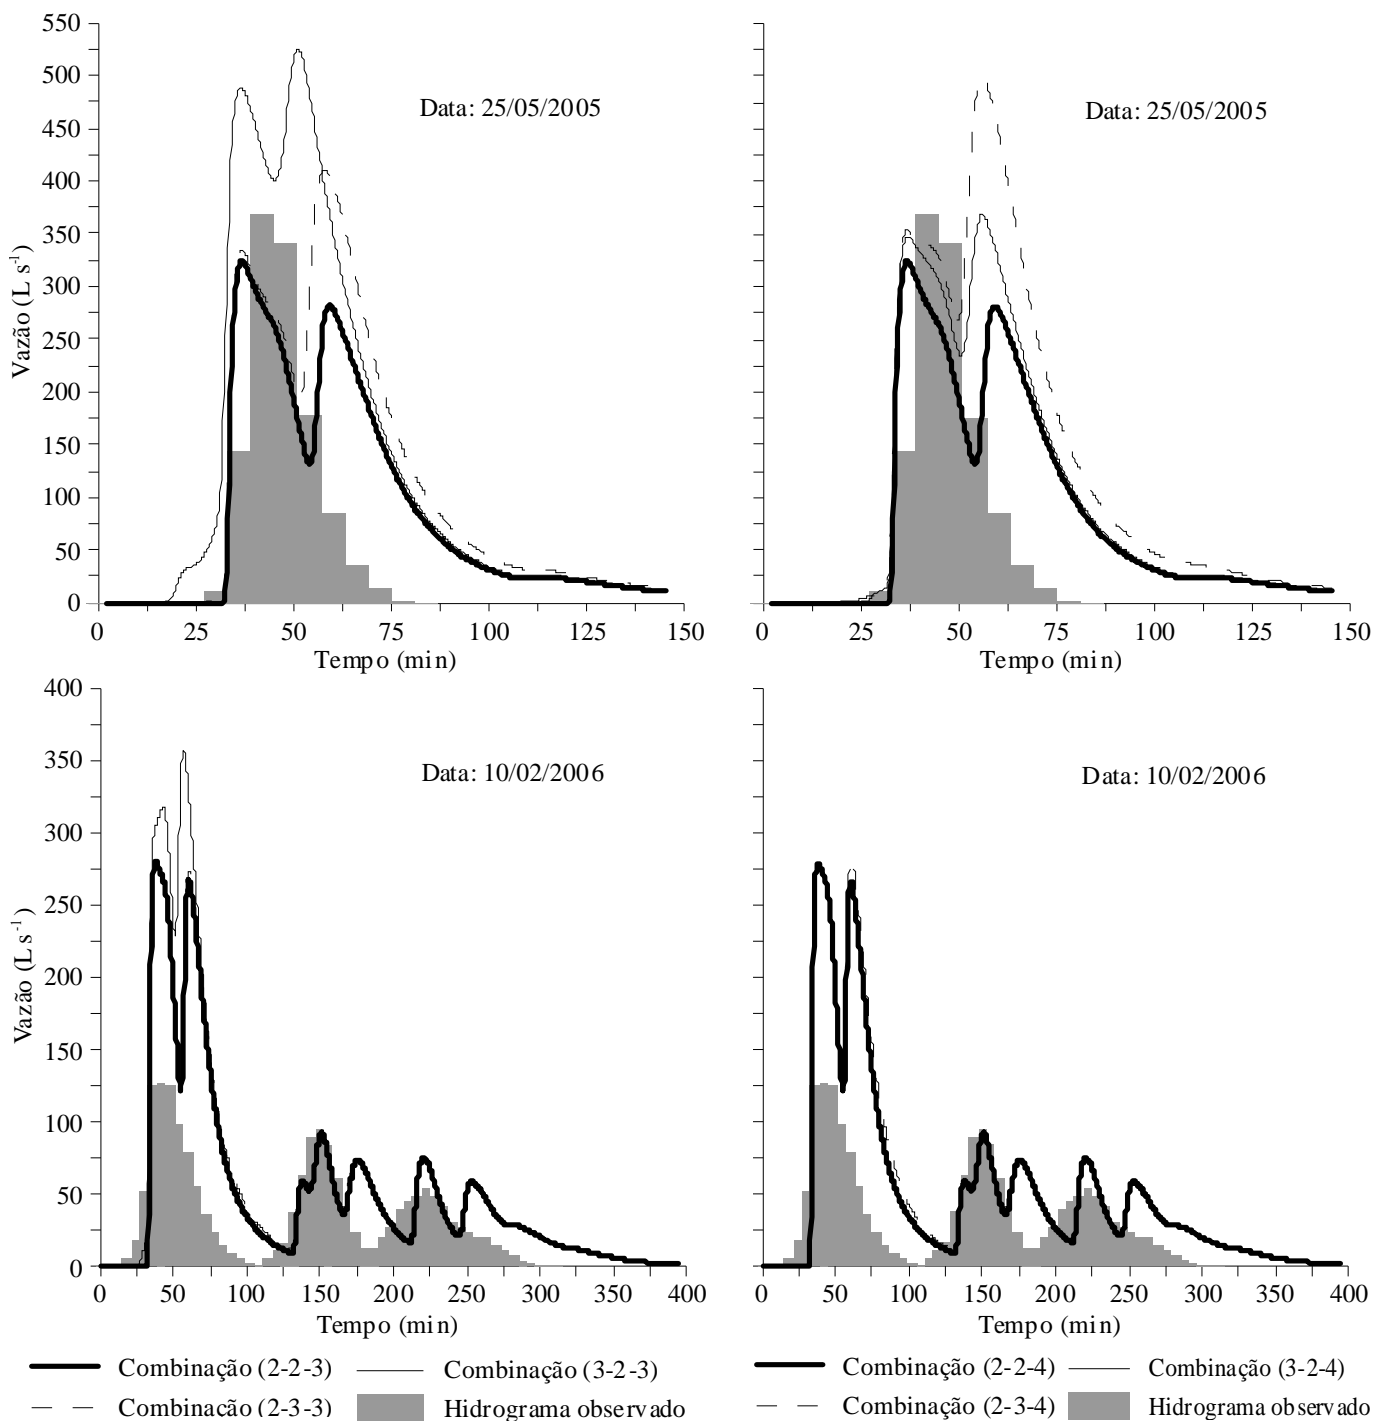 550
500
450
400
350
300
250
200
150
100
50
0
Vazão (L s-1)
Data: 25/05/2005
0 25 50 75 100 125 150
Tempo (min)
Data: 25/05/2005
0 25 50 75 100 125 150
Tempo (min)
400
350
300
250
200
150
100
50
0
Vazão (L s-1)
Data: 10/02/2006
0 50 100 150 200 250 300 350 400
Tempo (min)
Data: 10/02/2006
0 50 100 150 200 250 300 350 400
Tempo (min)
Combinação (2-2-3) Combinação (3-2-3)
Combinação (2-3-3) Hidrograma observado
Combinação (2-2-4) Combinação (3-2-4)
Combinação (2-3-4) Hidrograma observado